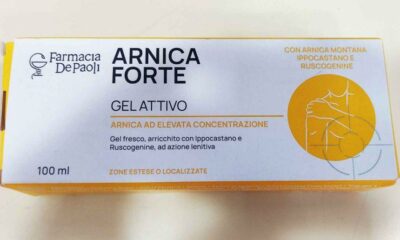 Farmacia
De Paoli
ARNICA
FORTE
GEL ATTIVO
ARNICA AD ELEVATA CONCENTRAZIONE
Gel fresco, arricchito con Ippocastano e
Ruscogenine, ad azione lenitiva
100 ml
ZONE ESTESE O LOCALIZZATE
CON ARNICA MONTANA
IPPOCASTANO E
RUSCOGENINE